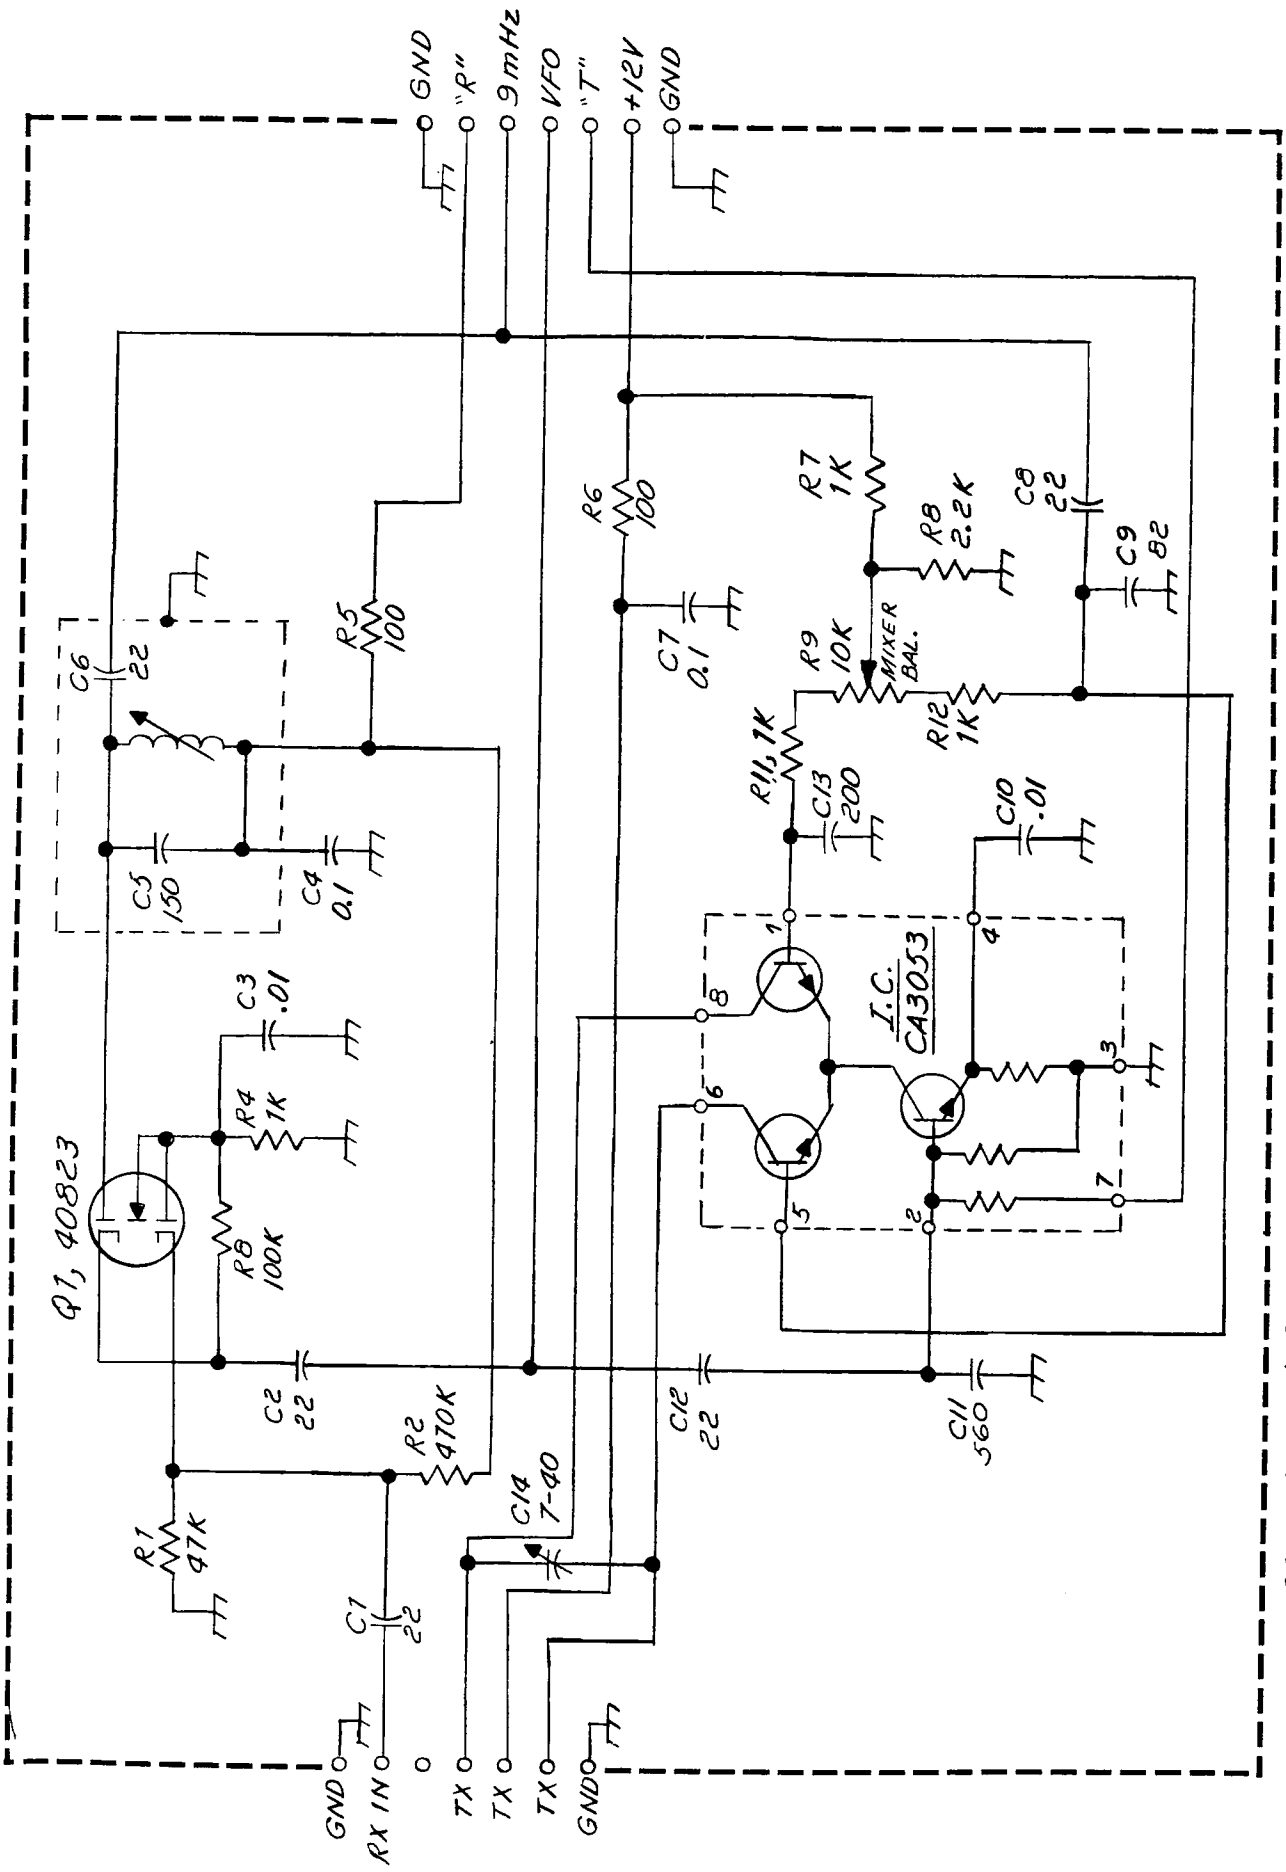 Q1, 40823
C5
150
C6
22
C4
0.1
C3
.01
R4
1K
R8
100K
R5
100
R1
47K
C2
22
R2
470K
C1
22
C14
7-40
C12
22
C11
560
R6
100
C7
0.1
R7
1K
R8
2.2K
R9
10K
MIXER
BAL.
R11, 1K
R12
1K
C13
200
C10
.01
C8
22
C9
82
I.C.
CA3053
1
8
6
5
2
7
3
4
GND
RX IN
TX
TX
TX
GND
GND
"R"
9mHz
VFO
"T"
+12V
GND